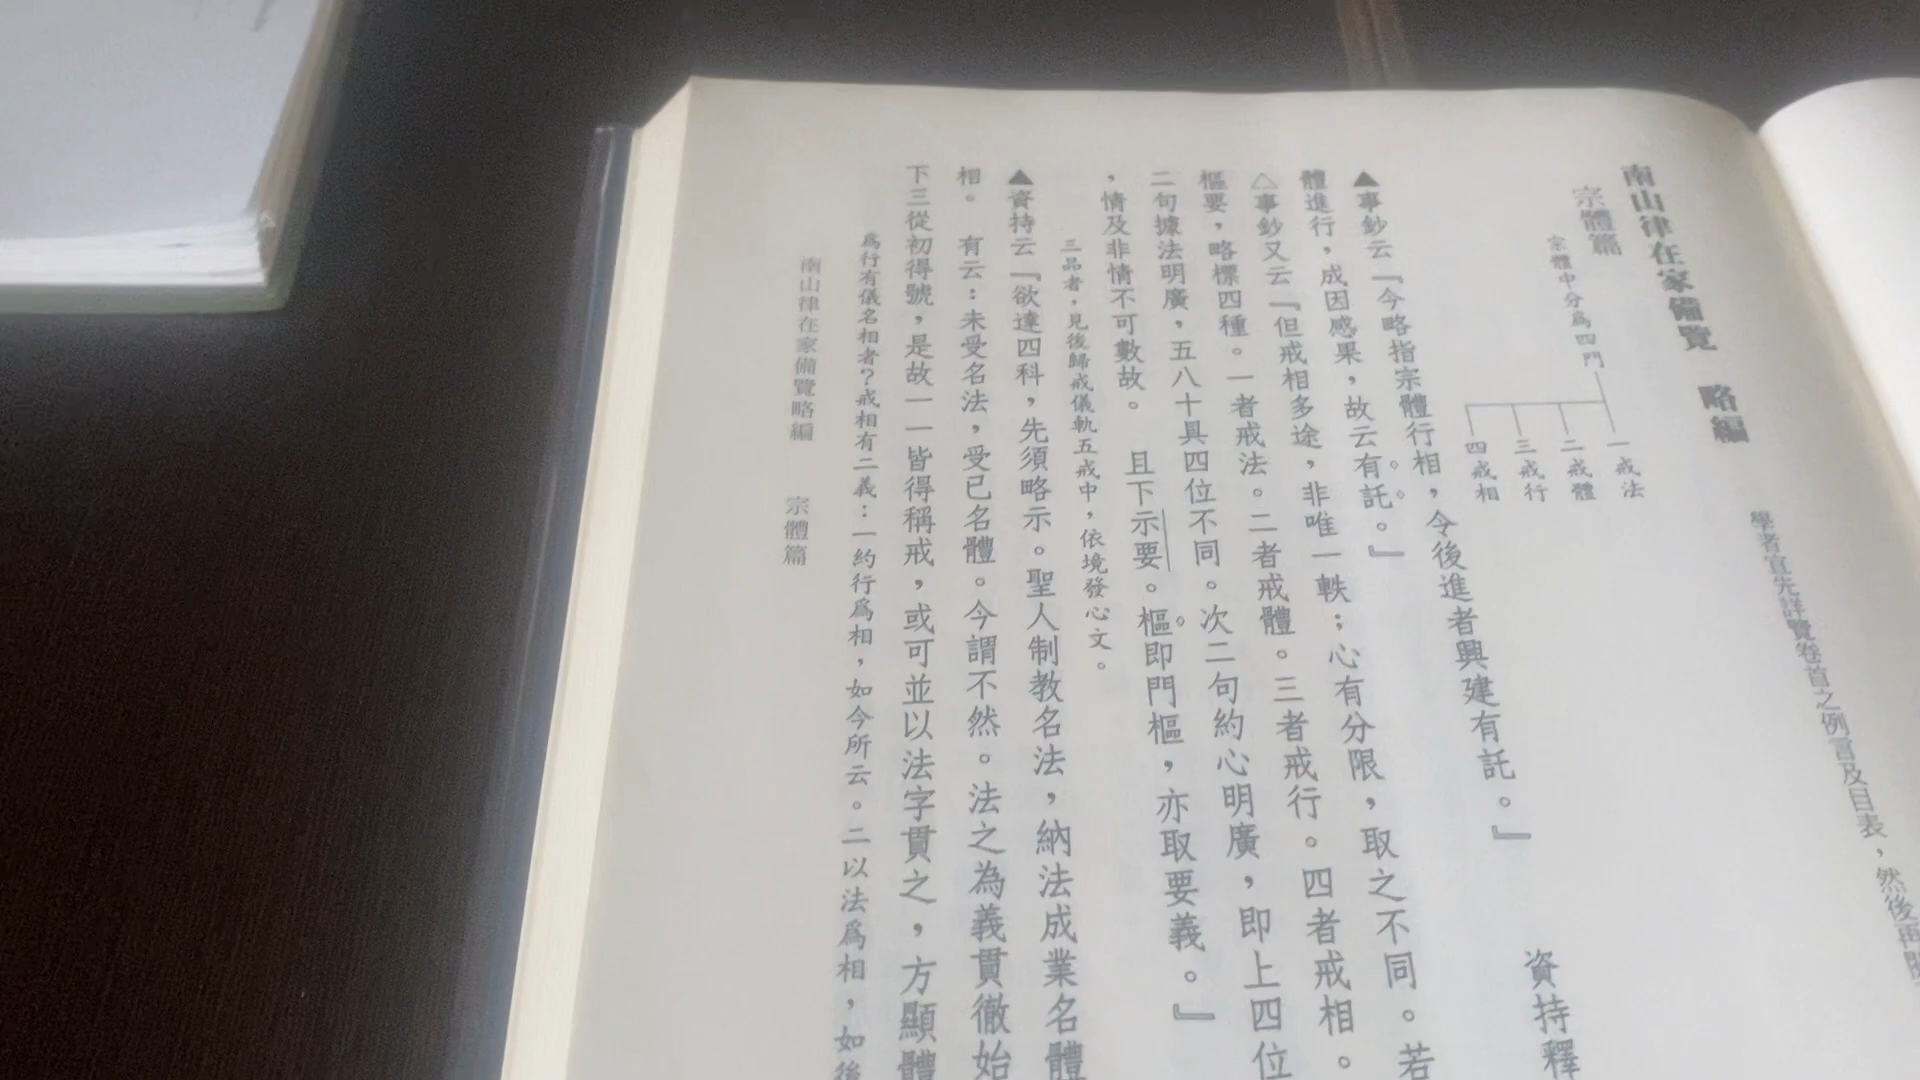 南山律在家備覽 略編
學者宜先詳覽卷首之例言及目表，然後再閱
宗體篇
宗體中分為四門
一戒法
二戒體
三戒行
四戒相
▲事鈔云『今略指宗體行相，令後進者興建有託。』
資持釋
體進行，成因感果，故云有託。』
△事鈔又云『但戒相多途，非唯一軼；心有分限，取之不同。若
樞要，略標四種。一者戒法。二者戒體。三者戒行。四者戒相。
二句據法明廣，五八十具四位不同。次二句約心明廣，即上四位
，情及非情不可數故。 且下示要。樞即門樞，亦取要義。』
三品者，見後歸戒儀軌五戒中，依境發心文。
▲資持云『欲達四科，先須略示。聖人制教名法，納法成業名體
相。 有云：未受名法，受已名體。今謂不然。法之為義貫徹始
下三從初得號，是故一一皆得稱戒，或可並以法字貫之，方顯體
為行有儀名相者？戒相有二義：一約行為相，如今所云。二以法為相，如後
南山律在家備覽略編 宗體篇